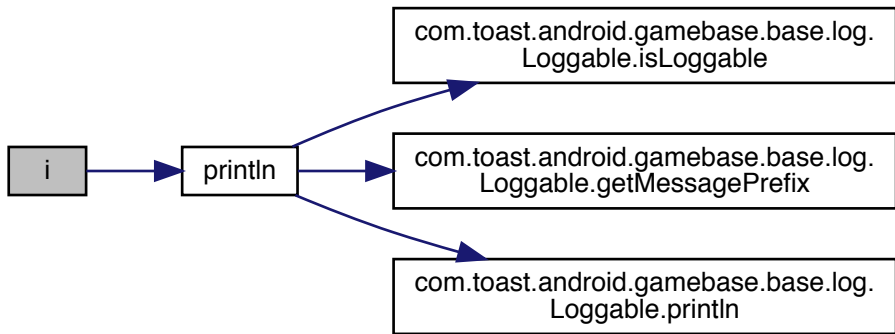 i
println
com.toast.android.gamebase.base.log.
Loggable.isLoggable
com.toast.android.gamebase.base.log.
Loggable.getMessagePrefix
com.toast.android.gamebase.base.log.
Loggable.println